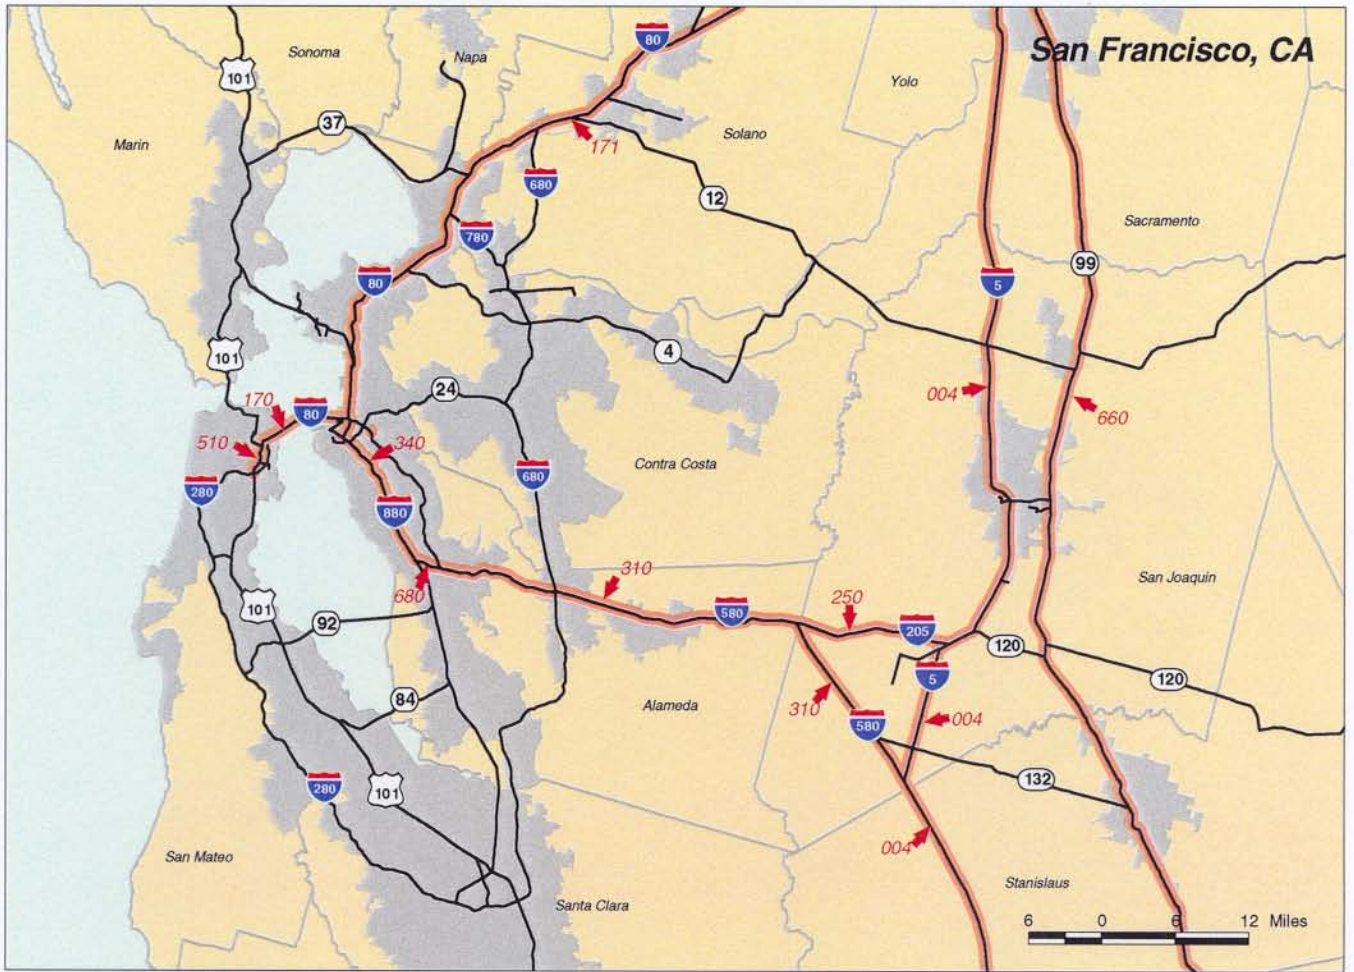 San Francisco, CA
80
Sonoma
Napa
101
Yolo
37
Marin
171
Solano
680
12
Sacramento
780
99
80
5
101
4
24
004
170
80
660
510
340
Contra Costa
680
280
880
310
San Joaquin
680
250
101
580
92
205
120
5
120
84
310
Alameda
004
580
132
280
101
004
San Mateo
Stanislaus
Santa Clara
6 0 6 12 Miles